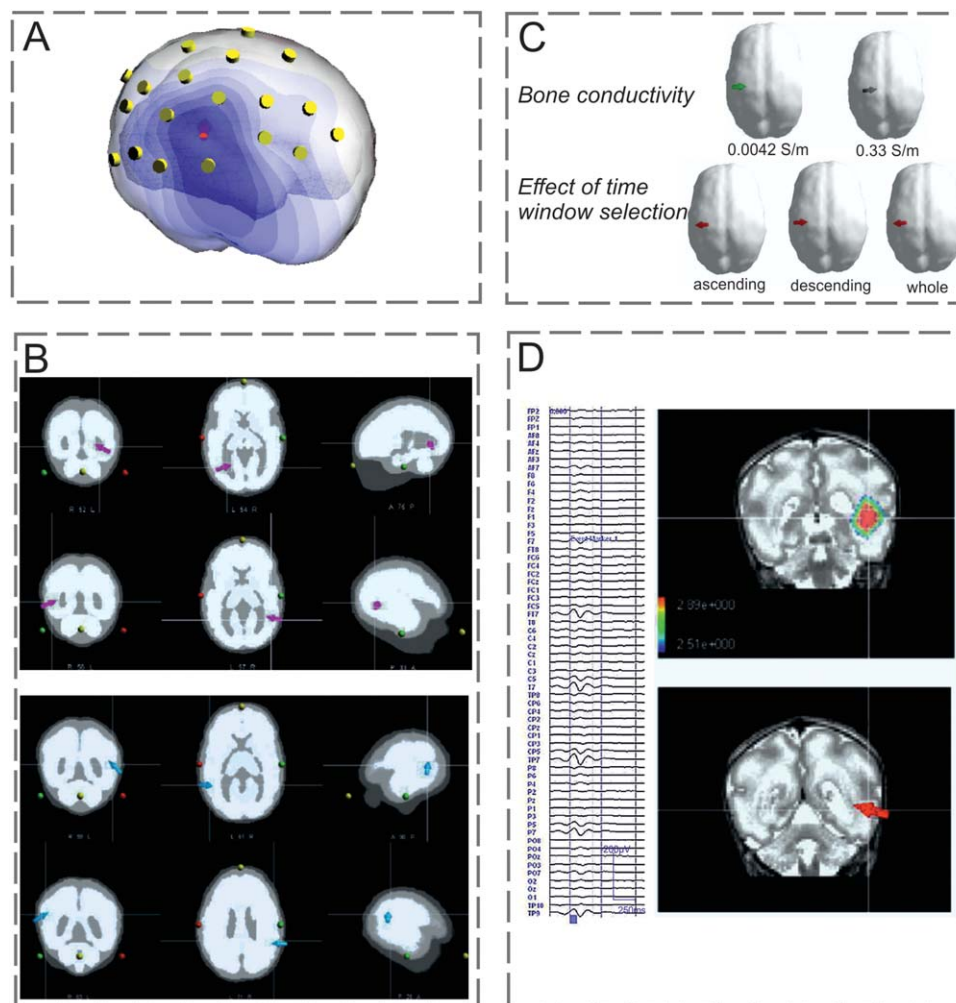 A
C
Bone conductivity
0.0042 S/m
0.33 S/m
Effect of time
window selection
ascending
descending
whole
B
D
FP2
FPZ
FP1
AF8
AF4
AFz
AF3
AF7
F8
F6
F4
F2
Fz
F1
F3
F5
F7
FT8
FC6
FC4
FC2
FCz
FC1
FC3
FC5
FT7
T8
C6
C4
C2
Cz
C1
C3
C5
T7
TP8
CP6
CP4
CP2
CPz
CP1
CP3
CP5
TP7
P8
P6
P4
P2
Pz
P1
P3
P5
P7
PO8
PO4
POz
PO3
PO7
O2
Oz
O1
TP10
TP9
200µV
250ms
2.89e+000
2.51e+000